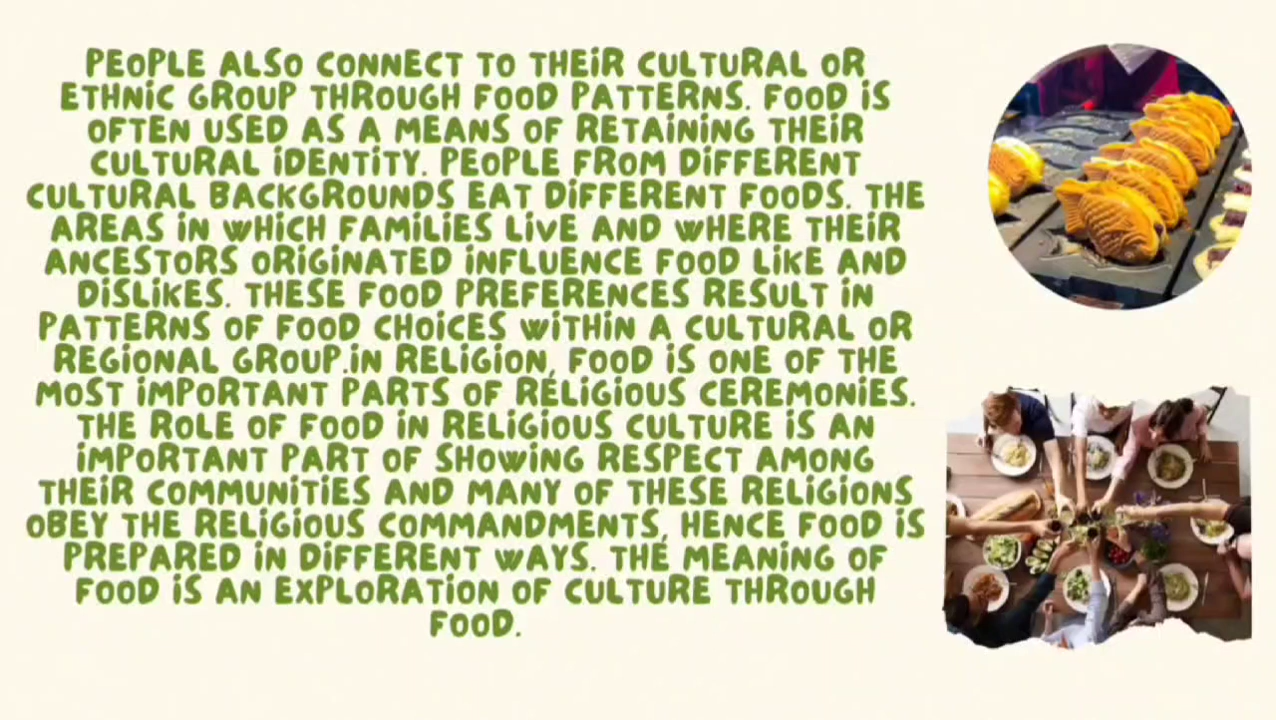 PEOPLE ALSO CONNECT TO THEIR CULTURAL OR
ETHNIC GROUP THROUGH FOOD PATTERNS. FOOD IS
OFTEN USED AS A MEANS OF RETAINING THEIR
CULTURAL IDENTITY. PEOPLE FROM DIFFERENT
CULTURAL BACKGROUNDS EAT DIFFERENT FOODS. THE
AREAS IN WHICH FAMILIES LIVE AND WHERE THEIR
ANCESTORS ORIGINATED INFLUENCE FOOD LIKE AND
DISLIKES. THESE FOOD PREFERENCES RESULT IN
PATTERNS OF FOOD CHOICES WITHIN A CULTURAL OR
REGIONAL GROUP.IN RELIGION, FOOD IS ONE OF THE
MOST IMPORTANT PARTS OF RELIGIOUS CEREMONIES.
THE ROLE OF FOOD IN RELIGIOUS CULTURE IS AN
IMPORTANT PART OF SHOWING RESPECT AMONG
THEIR COMMUNITIES AND MANY OF THESE RELIGIONS
OBEY THE RELIGIOUS COMMANDMENTS, HENCE FOOD IS
PREPARED IN DIFFERENT WAYS. THE MEANING OF
FOOD IS AN EXPLORATION OF CULTURE THROUGH
FOOD.